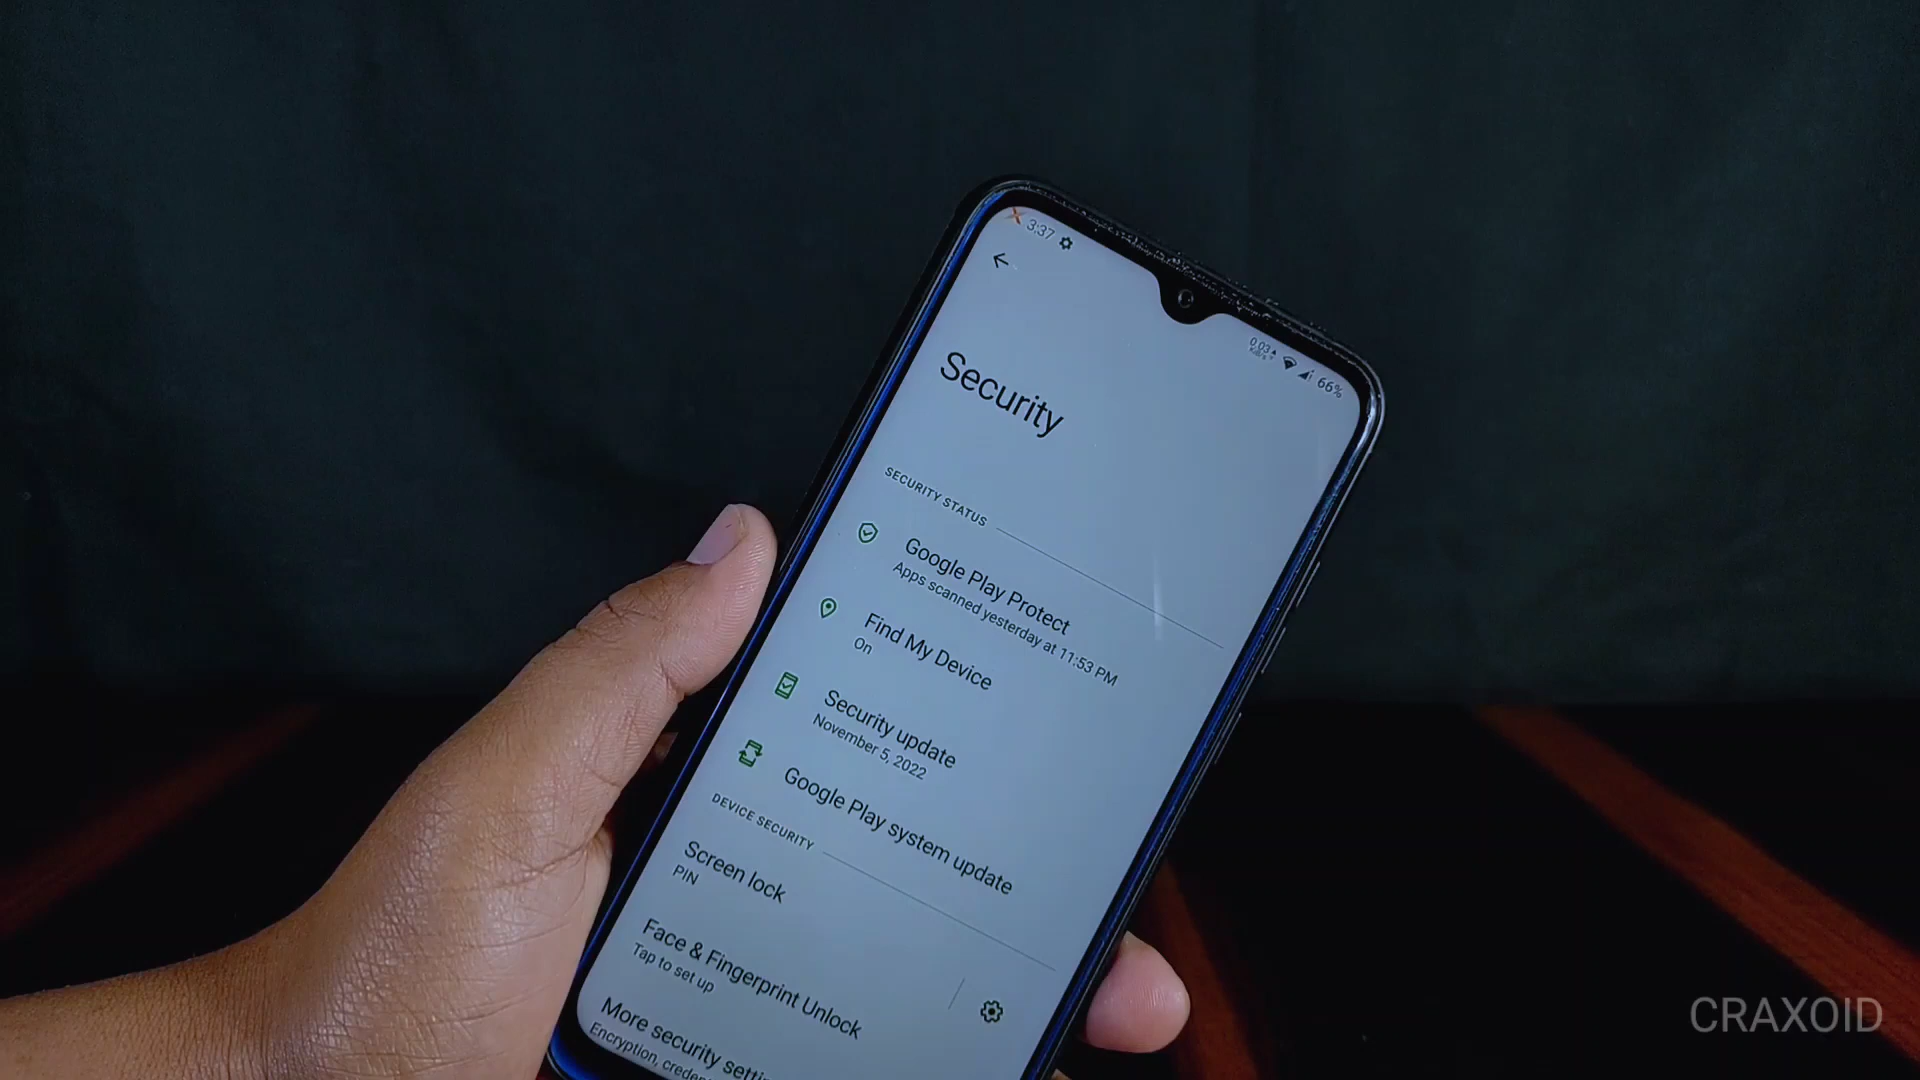 3:37
0.03
66%
Security
SECURITY STATUS
Google Play Protect
Apps scanned yesterday at 11:53 PM
Find My Device
On
Security update
November 5, 2022
Google Play system update
DEVICE SECURITY
Screen lock
PIN
Face & Fingerprint Unlock
Tap to set up
More security
Encryption,
CRAXOID